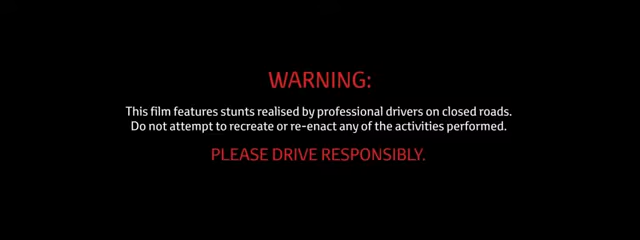 WARNING:
This film features stunts realised by professional drivers on closed roads.
Do not attempt to recreate or re-enact any of the activities performed.
PLEASE DRIVE RESPONSIBLY.